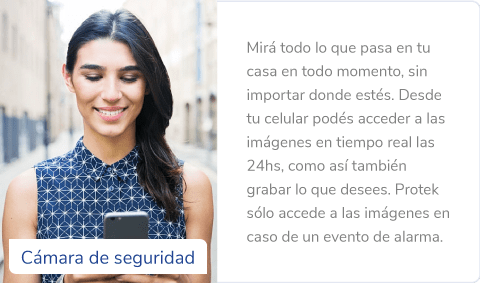 Mirá todo lo que pasa en tu
casa en todo momento, sin
importar donde estés. Desde
tu celular podés acceder a las
imágenes en tiempo real las
24hs, como así también
grabar lo que desees. Protek
sólo accede a las imágenes en
caso de un evento de alarma.
Cámara de seguridad